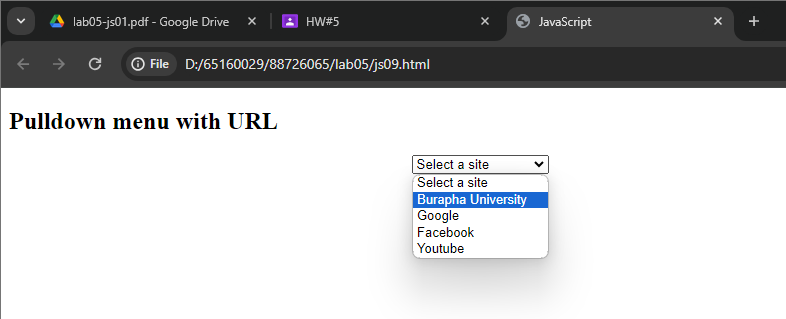 lab05-js01.pdf - Google Drive
HW#5
JavaScript
File D:/65160029/88726065/lab05/js09.html
Pulldown menu with URL
Select a site
Select a site
Burapha University
Google
Facebook
Youtube